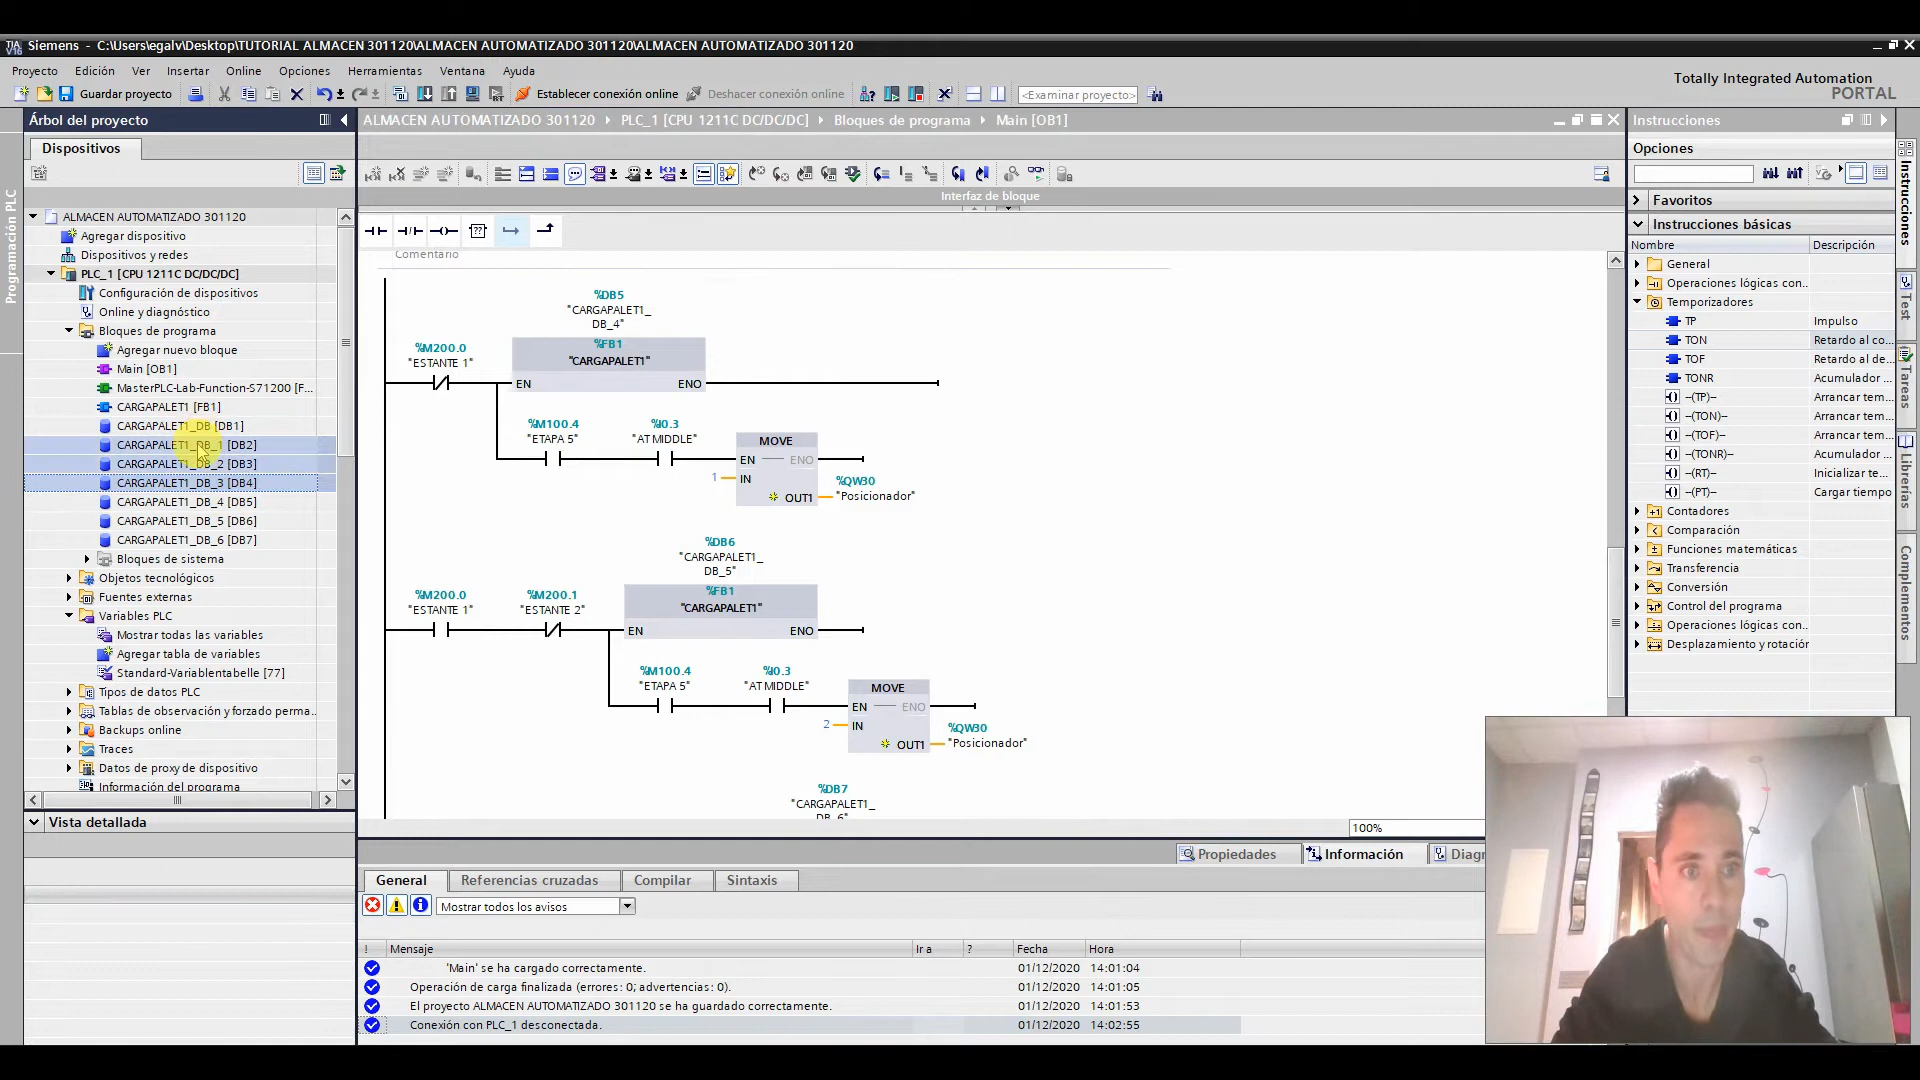 Siemens - C:\Users\egalv\Desktop\TUTORIAL ALMACEN 301120\ALMACEN AUTOMATIZADO 301120\ALMACEN AUTOMATIZADO 301120
Proyecto Edición Ver Insertar Online Opciones Herramientas Ventana Ayuda
Totally Integrated Automation
PORTAL
Guardar proyecto
Establecer conexión online
Deshacer conexión online
<Examinar proyecto>
Árbol del proyecto
Dispositivos
Programación PLC
ALMACEN AUTOMATIZADO 301120
Agregar dispositivo
Dispositivos y redes
PLC_1 [CPU 1211C DC/DC/DC]
Configuración de dispositivos
Online y diagnóstico
Bloques de programa
Agregar nuevo bloque
Main [OB1]
MasterPLC-Lab-Function-S71200 [F...
CARGAPALET1 [FB1]
CARGAPALET1_DB [DB1]
CARGAPALET1_DB_1 [DB2]
CARGAPALET1_DB_2 [DB3]
CARGAPALET1_DB_3 [DB4]
CARGAPALET1_DB_4 [DB5]
CARGAPALET1_DB_5 [DB6]
CARGAPALET1_DB_6 [DB7]
Bloques de sistema
Objetos tecnológicos
Fuentes externas
Variables PLC
Mostrar todas las variables
Agregar tabla de variables
Standard-Variablentabelle [77]
Tipos de datos PLC
Tablas de observación y forzado perma...
Backups online
Traces
Datos de proxy de dispositivo
Información del programa
Vista detallada
ALMACEN AUTOMATIZADO 301120 PLC_1 [CPU 1211C DC/DC/DC] Bloques de programa Main [OB1]
Interfaz de bloque
Comentario
%DB5
"CARGAPALET1_
DB_4"
%M200.0
"ESTANTE 1"
%FB1
"CARGAPALET1"
EN ENO
%M100.4
"ETAPA 5"
%I0.3
"AT MIDDLE"
MOVE
EN ENO
1 IN
%QW30
OUT1 "Posicionador"
%DB6
"CARGAPALET1_
DB_5"
%M200.0
"ESTANTE 1"
%M200.1
"ESTANTE 2"
%FB1
"CARGAPALET1"
EN ENO
%M100.4
"ETAPA 5"
%I0.3
"AT MIDDLE"
MOVE
EN ENO
2 IN
%QW30
OUT1 "Posicionador"
%DB7
"CARGAPALET1_
DB_6"
100%
Propiedades
Información
Diagn
General Referencias cruzadas Compilar Sintaxis
Mostrar todos los avisos
! Mensaje Ir a ? Fecha Hora
'Main' se ha cargado correctamente. 01/12/2020 14:01:04
Operación de carga finalizada (errores: 0; advertencias: 0). 01/12/2020 14:01:05
El proyecto ALMACEN AUTOMATIZADO 301120 se ha guardado correctamente. 01/12/2020 14:01:53
Conexión con PLC_1 desconectada. 01/12/2020 14:02:55
Instrucciones
Opciones
Favoritos
Instrucciones básicas
Nombre Descripción
General
Operaciones lógicas con...
Temporizadores
TP Impulso
TON Retardo al co...
TOF Retardo al de...
TONR Acumulador ...
-(TP)- Arrancar tem...
-(TON)- Arrancar tem...
-(TOF)- Arrancar tem...
-(TONR)- Acumulador ...
-(RT)- Inicializar te...
-(PT)- Cargar tiempo
Contadores
Comparación
Funciones matemáticas
Transferencia
Conversión
Control del programa
Operaciones lógicas con...
Desplazamiento y rotación
Instrucciones
Test
Tareas
Librerías
Complementos